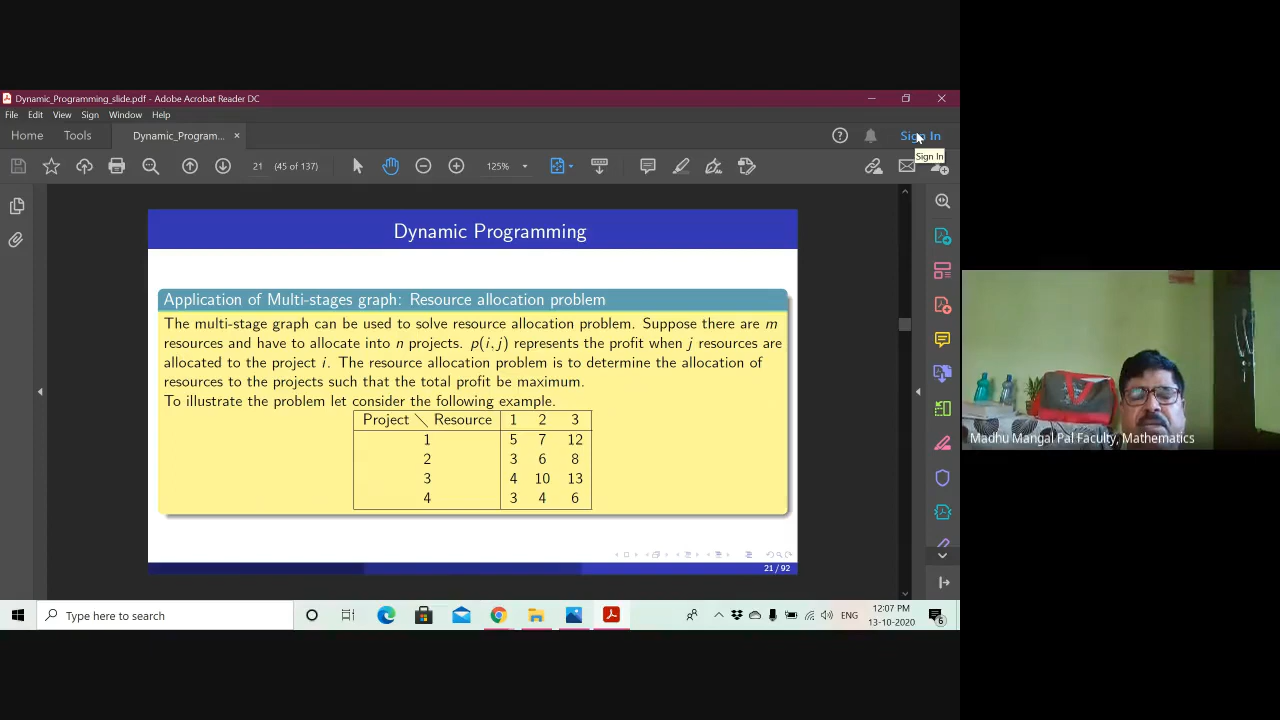 Dynamic_Programming_slide.pdf - Adobe Acrobat Reader DC
File Edit View Sign Window Help
Home Tools Dynamic_Program... × Sign In
21 (45 of 137) 125%
Sign In
Dynamic Programming
Application of Multi-stages graph: Resource allocation problem
The multi-stage graph can be used to solve resource allocation problem. Suppose there are m
resources and have to allocate into n projects. p(i, j) represents the profit when j resources are
allocated to the project i. The resource allocation problem is to determine the allocation of
resources to the projects such that the total profit be maximum.
To illustrate the problem let consider the following example.
Project \ Resource 1 2 3
1 5 7 12
2 3 6 8
3 4 10 13
4 3 4 6
21 / 92
Madhu Mangal Pal Faculty, Mathematics
Type here to search
ENG
12:07 PM
13-10-2020
6